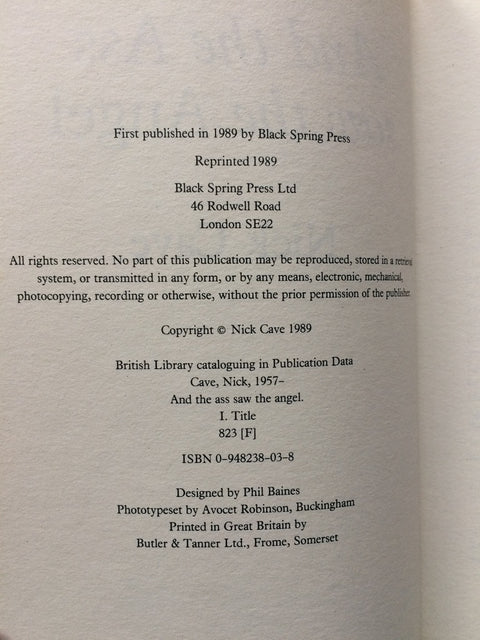 First published in 1989 by Black Spring Press
Reprinted 1989
Black Spring Press Ltd
46 Rodwell Road
London SE22
All rights reserved. No part of this publication may be reproduced, stored in a retrieval
system, or transmitted in any form, or by any means, electronic, mechanical,
photocopying, recording or otherwise, without the prior permission of the publisher.
Copyright © Nick Cave 1989
British Library cataloguing in Publication Data
Cave, Nick, 1957–
And the ass saw the angel.
I. Title
823 [F]
ISBN 0–948238–03–8
Designed by Phil Baines
Phototypeset by Avocet Robinson, Buckingham
Printed in Great Britain by
Butler & Tanner Ltd., Frome, Somerset